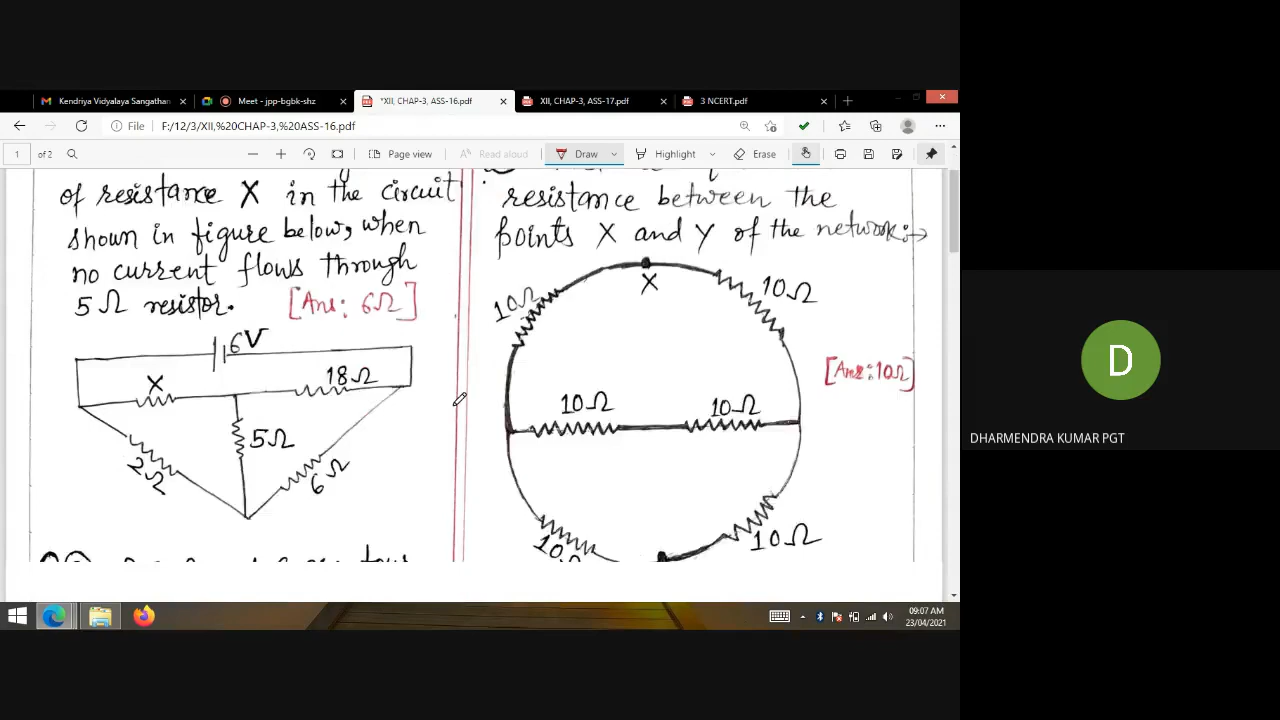 Kendriya Vidyalaya Sangathan
Meet - jpp-bgbk-shz
*XII, CHAP-3, ASS-16.pdf
XII, CHAP-3, ASS-17.pdf
3 NCERT.pdf
File
F:/12/3/XII,%20CHAP-3,%20ASS-16.pdf
1 of 2
Page view
Read aloud
Draw
Highlight
Erase
of resistance X in the circuit
shown in figure below, when
no current flows through
5Ω resistor. [Ans: 6Ω]
6V
X
18Ω
5Ω
2Ω
6Ω
resistance between the
points X and Y of the network:→
X
10Ω
10Ω
[Ans:10Ω]
10Ω
10Ω
10Ω
10Ω
D
DHARMENDRA KUMAR PGT
09:07 AM
23/04/2021